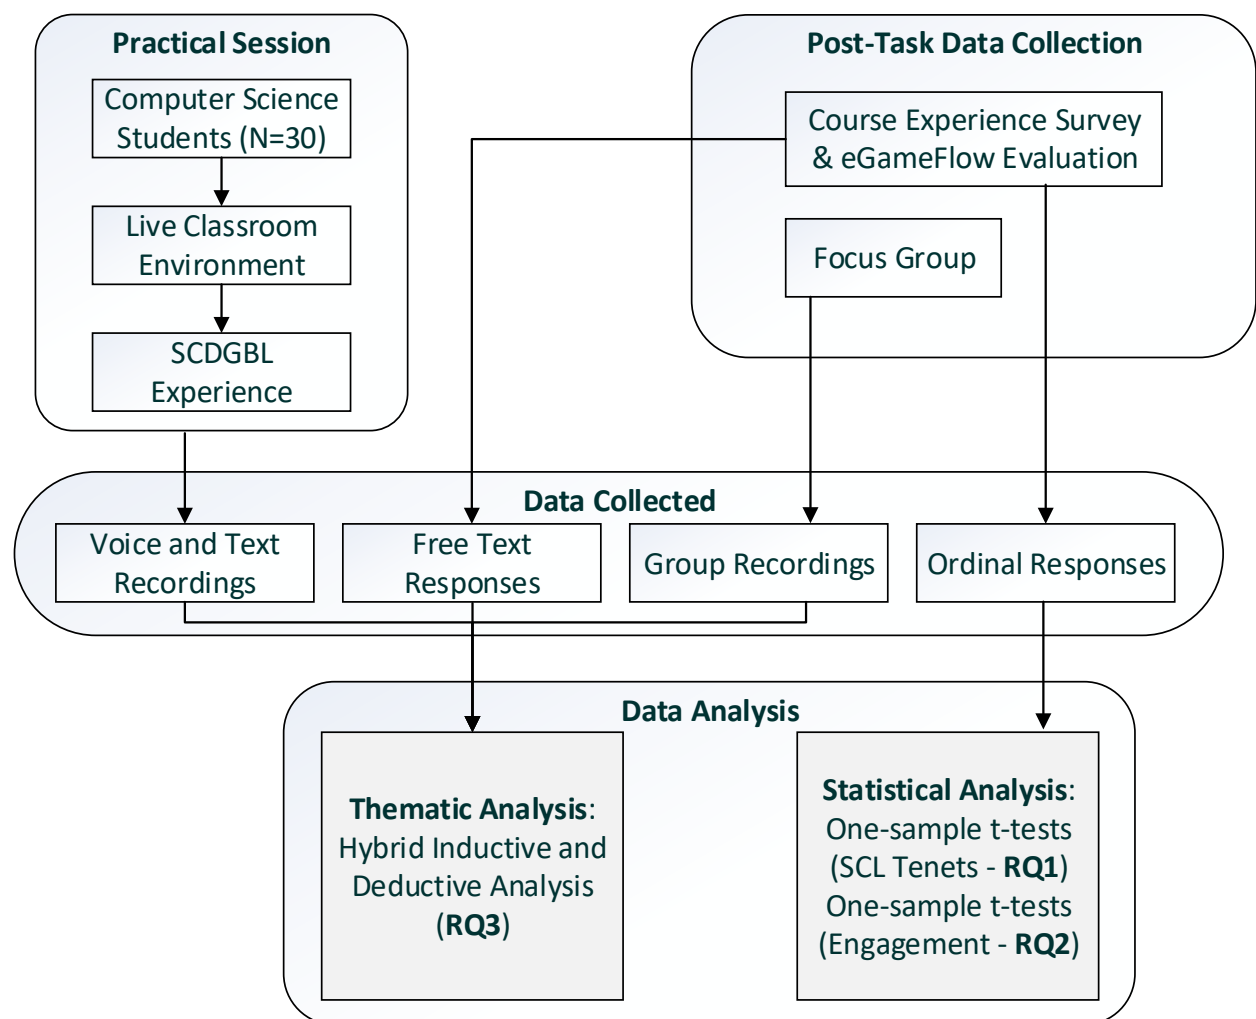 Practical Session
Computer Science
Students (N=30)
Live Classroom
Environment
SCDGBL
Experience
Post-Task Data Collection
Course Experience Survey
& eGameFlow Evaluation
Focus Group
Data Collected
Voice and Text
Recordings
Free Text
Responses
Group Recordings
Ordinal Responses
Data Analysis
Thematic Analysis:
Hybrid Inductive and
Deductive Analysis
(RQ3)
Statistical Analysis:
One-sample t-tests
(SCL Tenets - RQ1)
One-sample t-tests
(Engagement - RQ2)